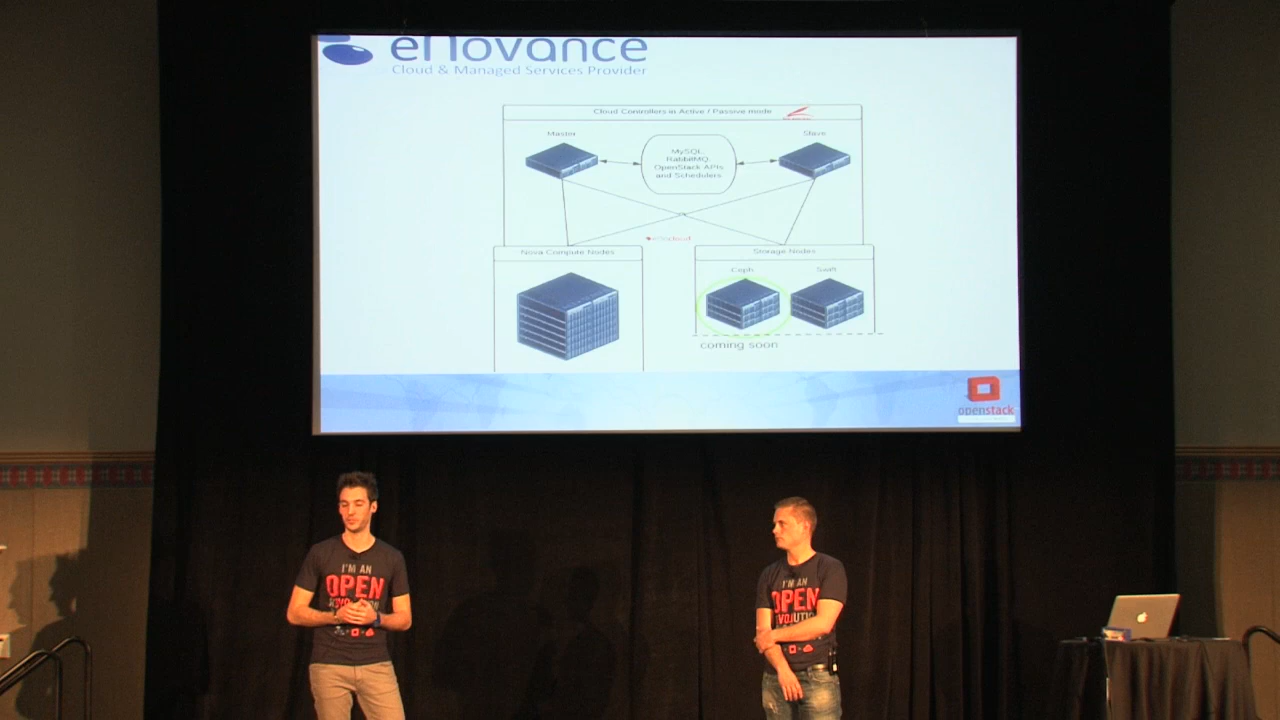 eNovance
Cloud & Managed Services Provider
Cloud Controllers in Active / Passive mode
Master
Slave
MySQL,
RabbitMQ,
OpenStack APIs
and Schedulers
Nova Compute Nodes
Storage Nodes
Ceph
Swift
coming soon
openstack
I'M AN
OPEN
I'M AN
OPEN